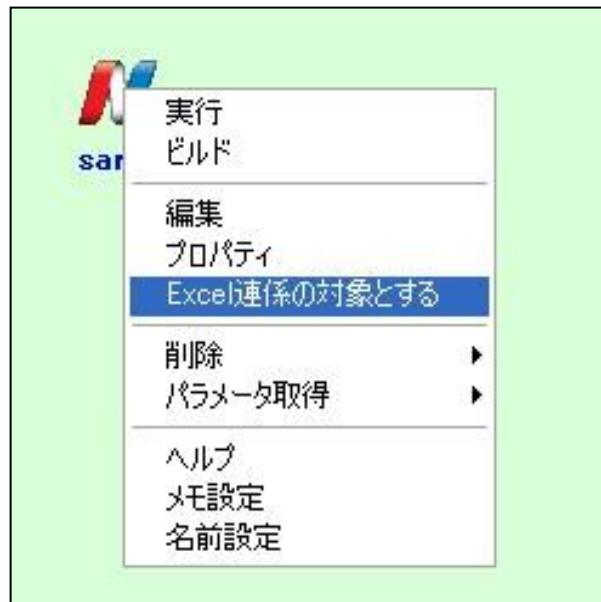 sar
実行
ビルド
編集
プロパティ
Excel連係の対象とする
削除
パラメータ取得
ヘルプ
メモ設定
名前設定